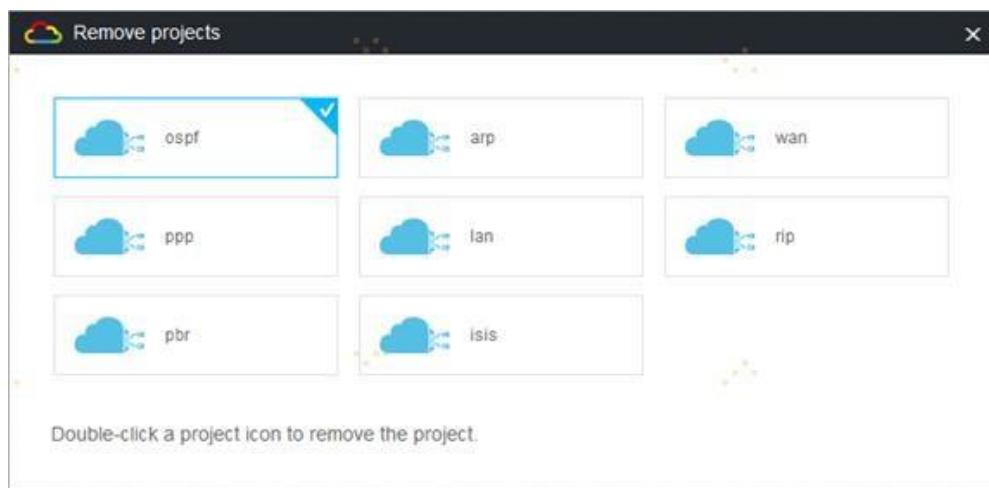 Remove projects
ospf
arp
wan
ppp
lan
rip
pbr
isis
Double-click a project icon to remove the project.